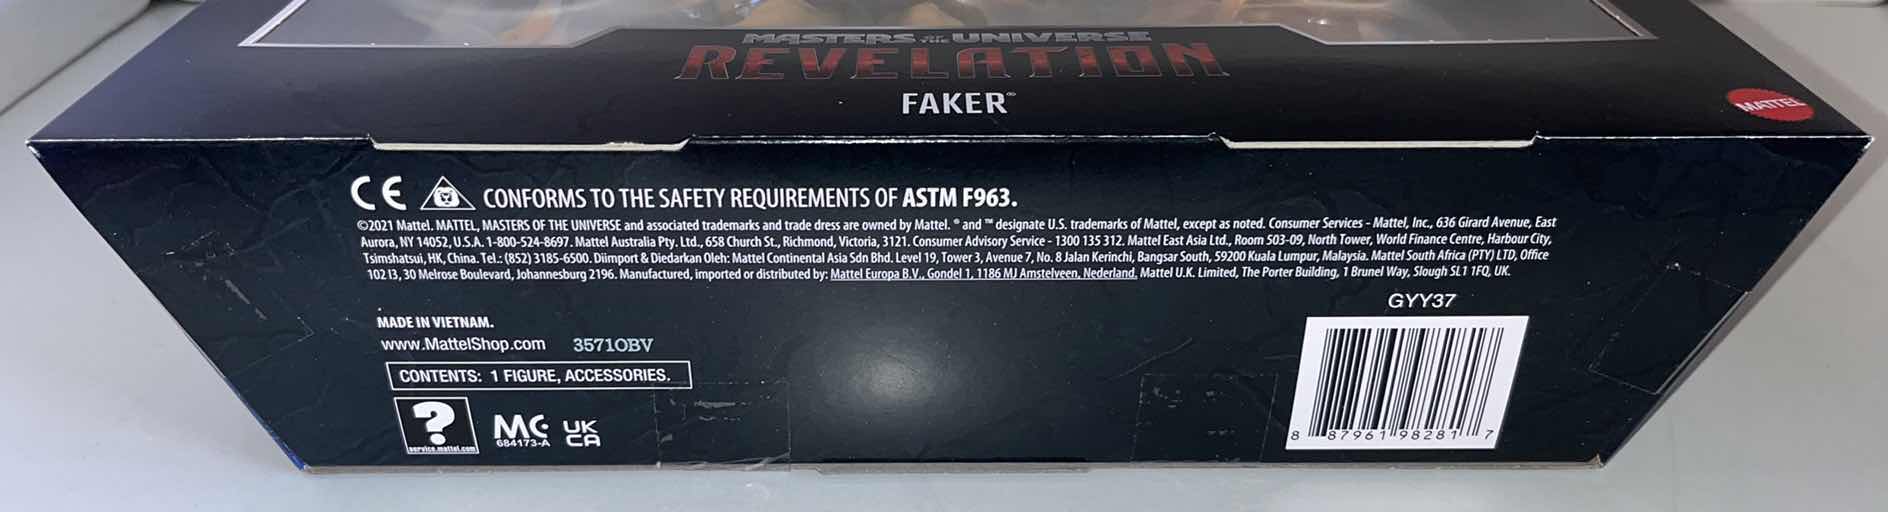 MASTERS OF THE UNIVERSE
REVELATION
FAKER®
MATTEL
CE CONFORMS TO THE SAFETY REQUIREMENTS OF ASTM F963.
©2021 Mattel. MATTEL, MASTERS OF THE UNIVERSE and associated trademarks and trade dress are owned by Mattel. ® and ™ designate U.S. trademarks of Mattel, except as noted. Consumer Services - Mattel, Inc., 636 Girard Avenue, East
Aurora, NY 14052, U.S.A. 1-800-524-8697. Mattel Australia Pty. Ltd., 658 Church St., Richmond, Victoria, 3121. Consumer Advisory Service - 1300 135 312. Mattel East Asia Ltd., Room 503-09, North Tower, World Finance Centre, Harbour City,
Tsimshatsui, HK, China. Tel.: (852) 3185-6500. Diimport & Diedarkan Oleh: Mattel Continental Asia Sdn Bhd. Level 19, Tower 3, Avenue 7, No. 8 Jalan Kerinchi, Bangsar South, 59200 Kuala Lumpur, Malaysia. Mattel South Africa (PTY) LTD, Office
102 I3, 30 Melrose Boulevard, Johannesburg 2196. Manufactured, imported or distributed by: Mattel Europa B.V., Gondel 1, 1186 MJ Amstelveen, Nederland. Mattel U.K. Limited, The Porter Building, 1 Brunel Way, Slough SL1 1FQ, UK.
GYY37
MADE IN VIETNAM.
www.MattelShop.com 35710BV
CONTENTS: 1 FIGURE, ACCESSORIES.
?
service.mattel.com
MC
684173-A
UK
CA
8 87961 98281 7